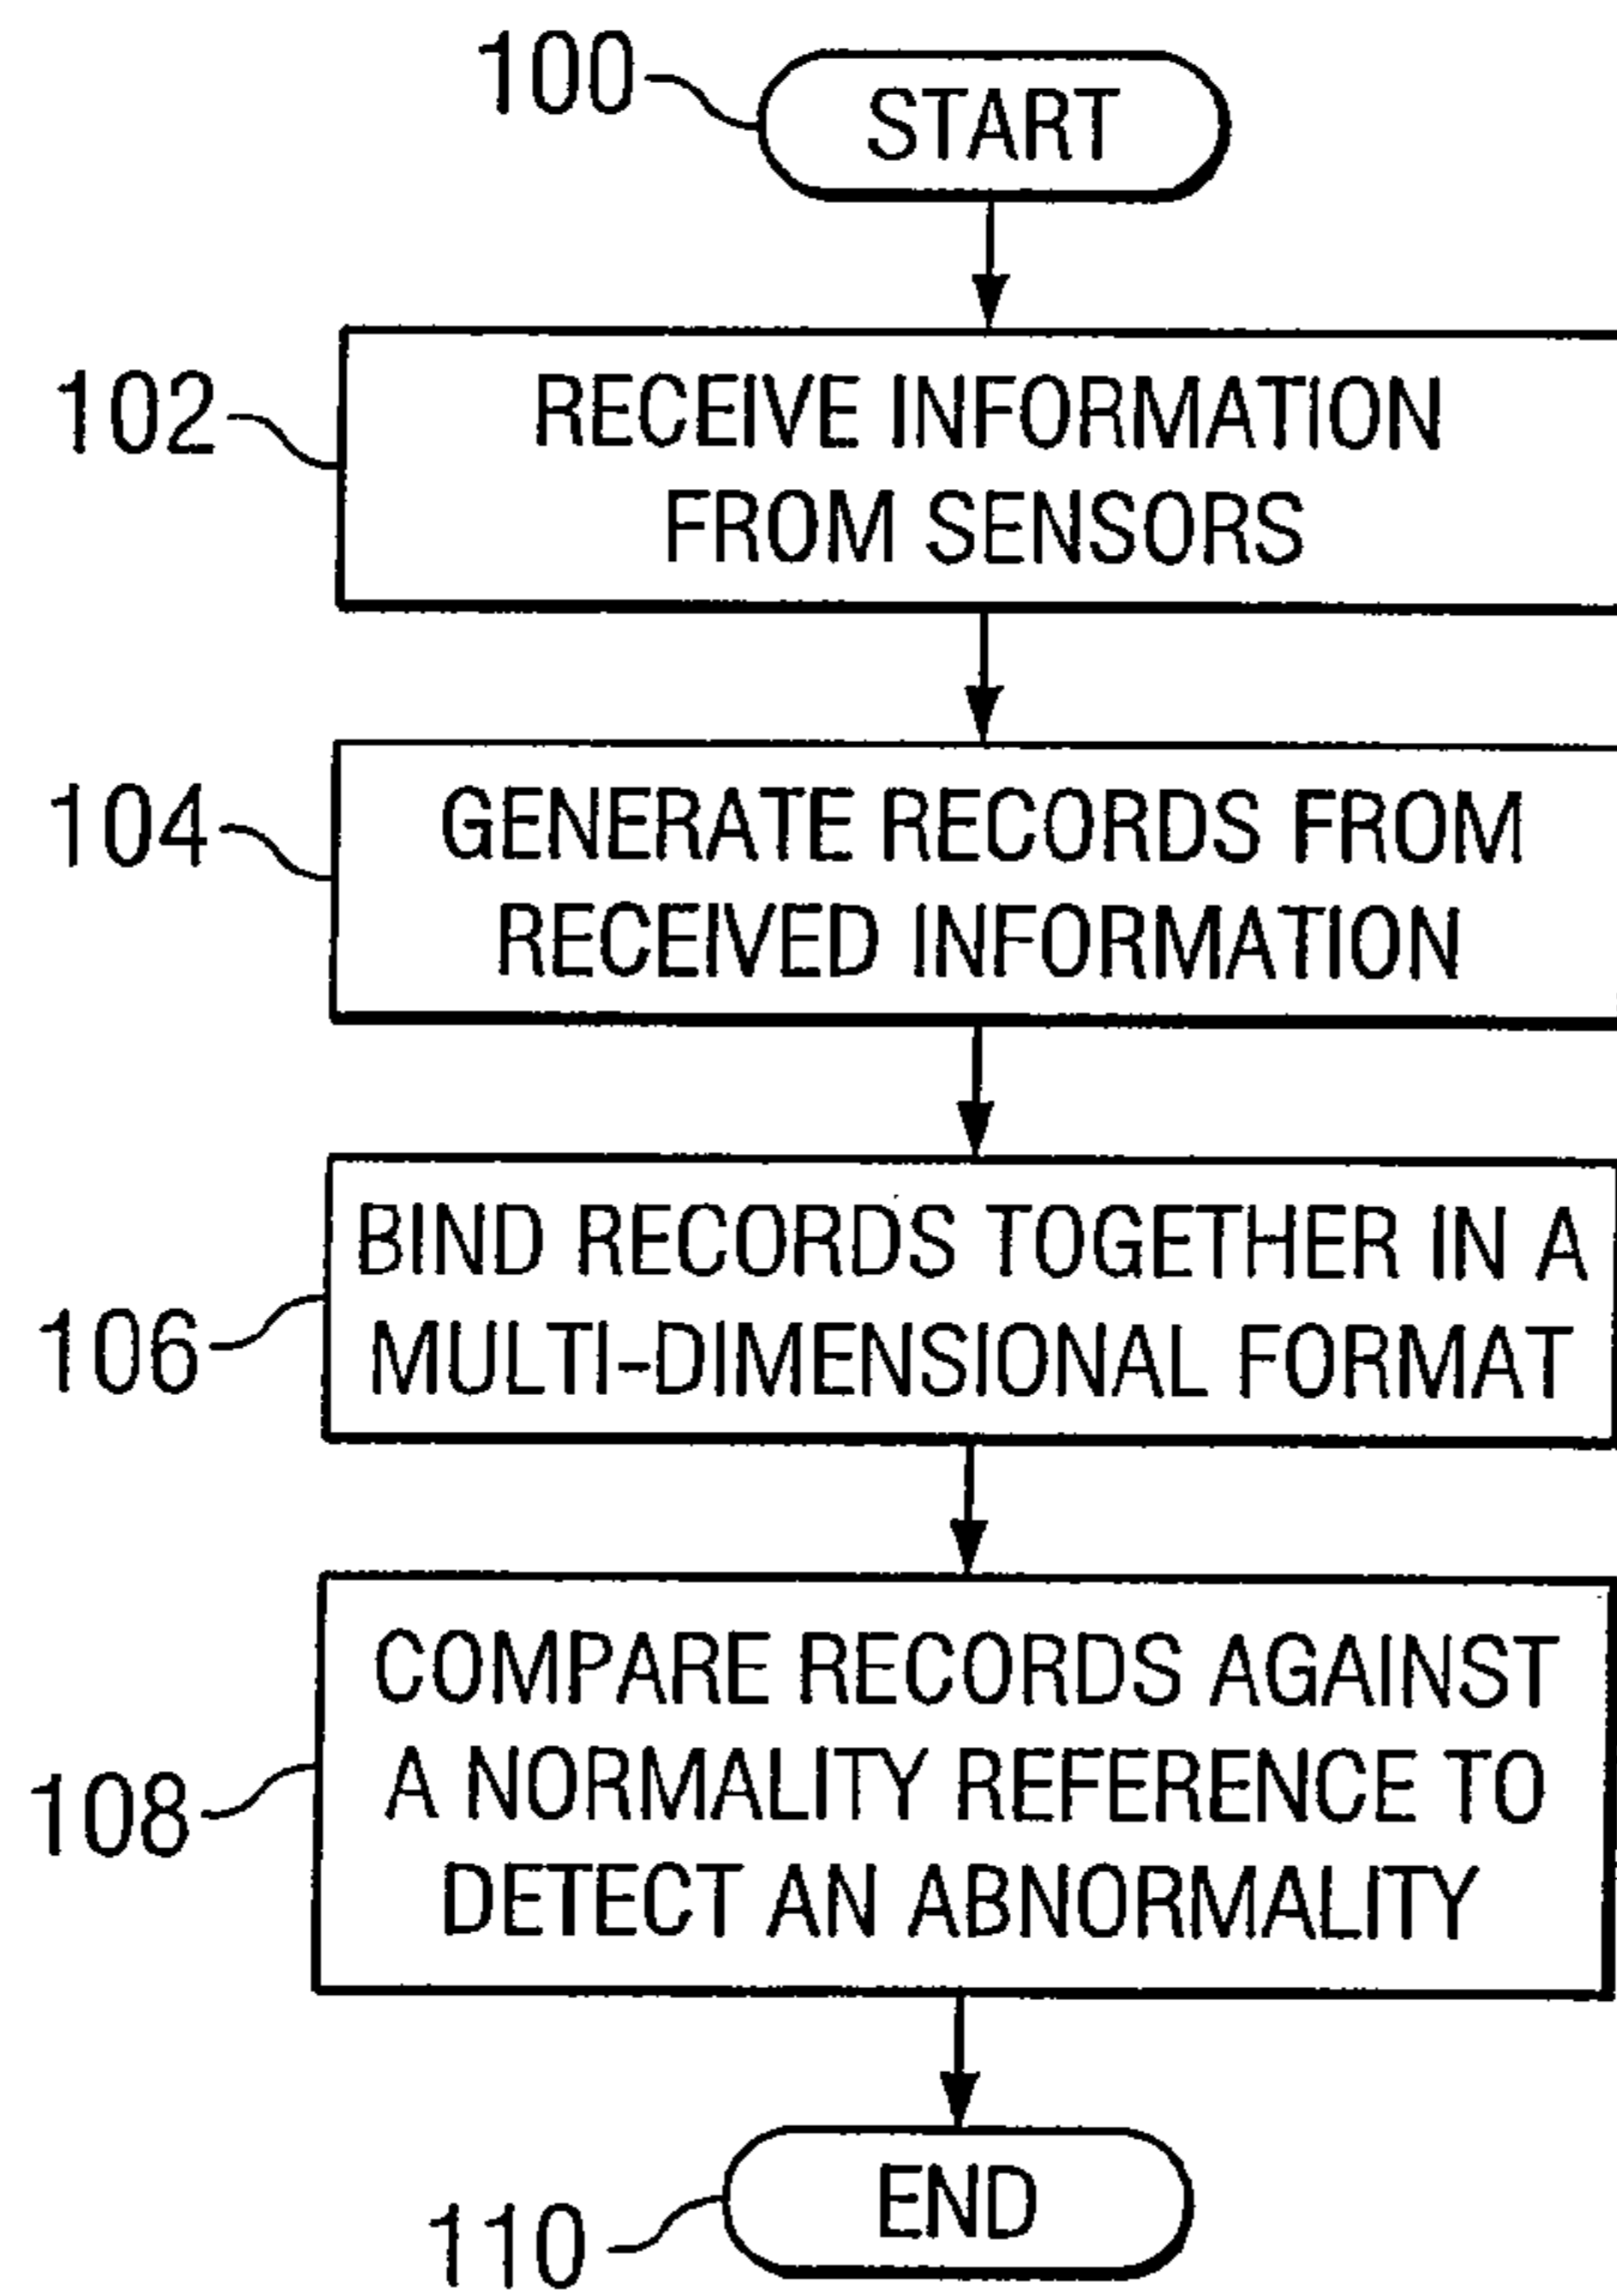 100
START
102
RECEIVE INFORMATION
FROM SENSORS
104
GENERATE RECORDS FROM
RECEIVED INFORMATION
106
BIND RECORDS TOGETHER IN A
MULTI-DIMENSIONAL FORMAT
108
COMPARE RECORDS AGAINST
A NORMALITY REFERENCE TO
DETECT AN ABNORMALITY
110
END